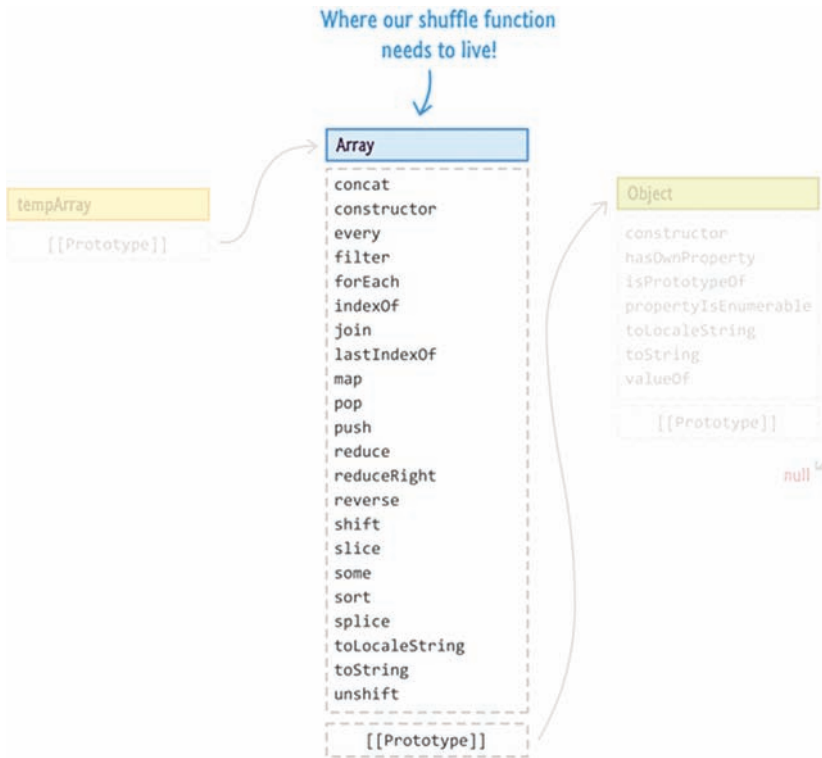 Where our shuffle function
needs to live!
tempArray
[[Prototype]]
Array
concat
constructor
every
filter
forEach
indexOf
join
lastIndexOf
map
pop
push
reduce
reduceRight
reverse
shift
slice
some
sort
splice
toLocaleString
toString
unshift
[[Prototype]]
Object
constructor
hasOwnProperty
isPrototypeOf
propertyIsEnumerable
toLocaleString
toString
valueOf
[[Prototype]]
null